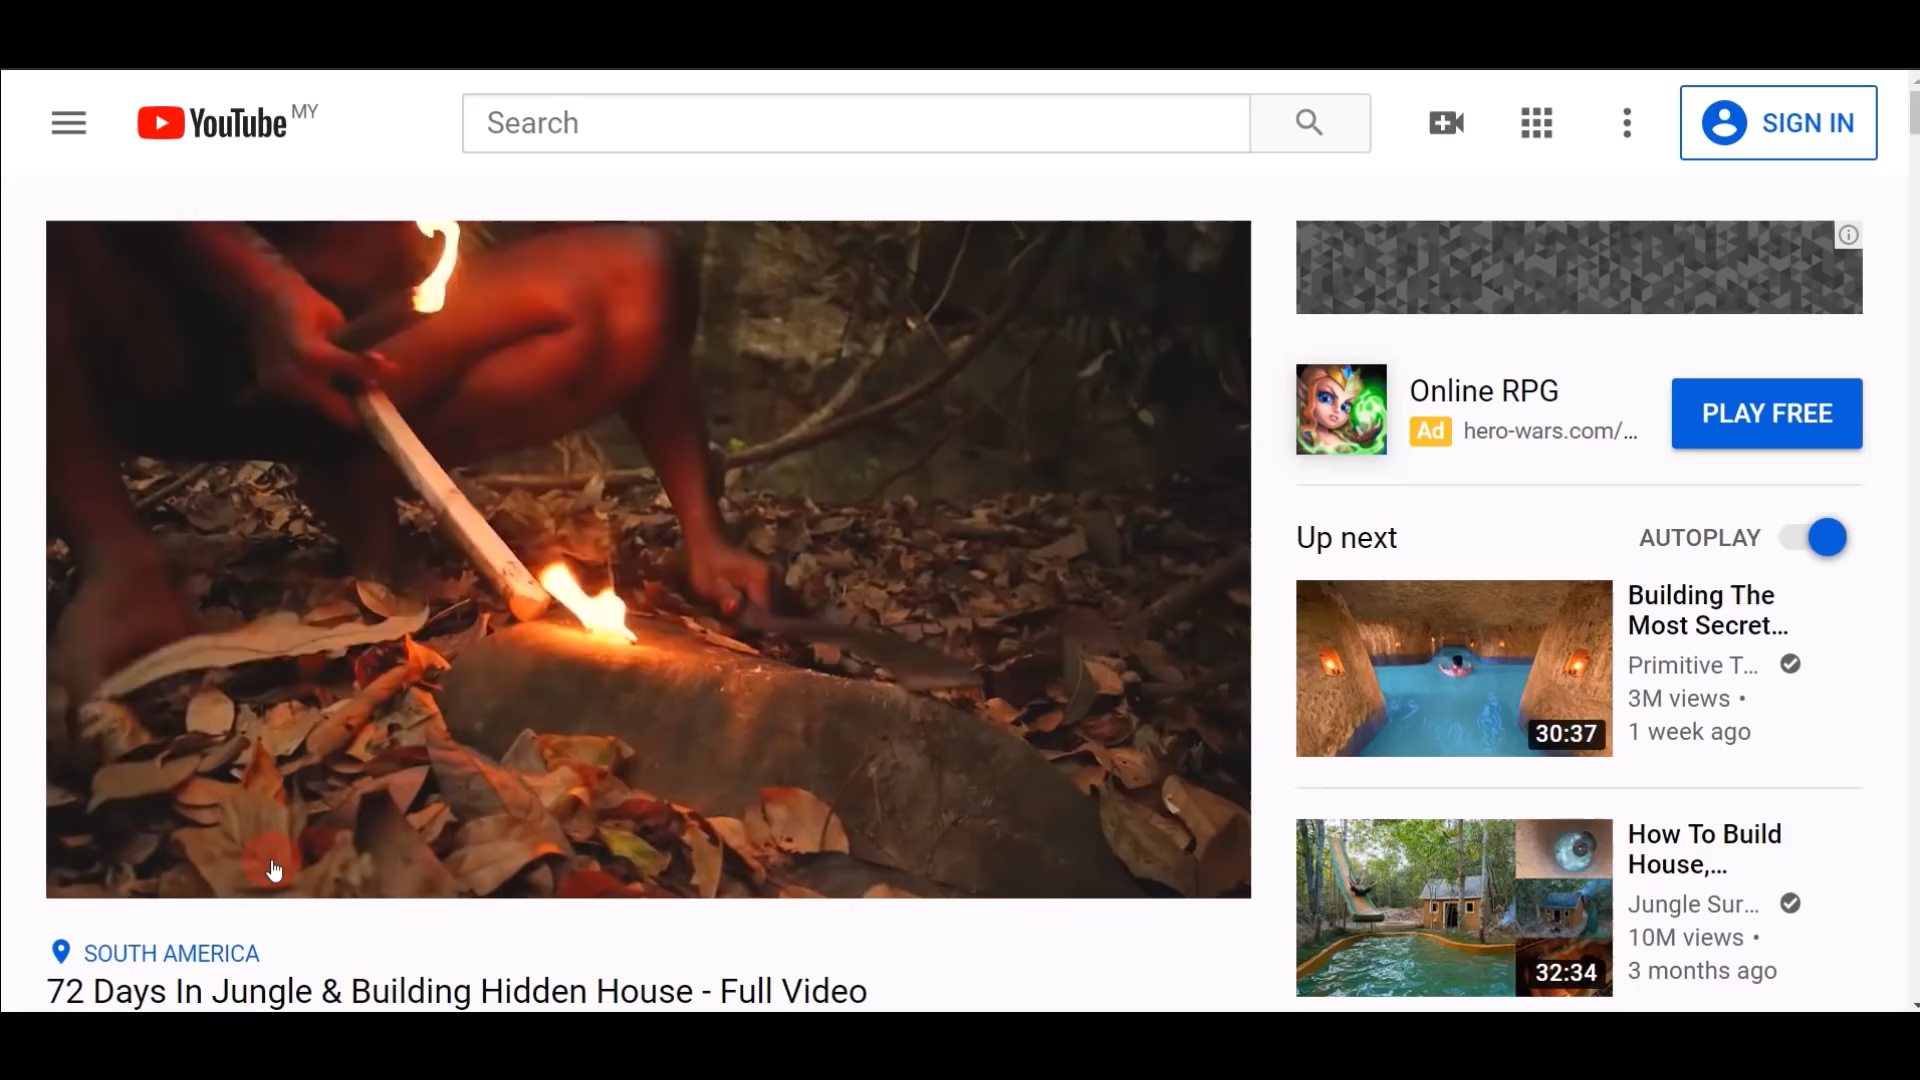 YouTube MY
Search
SIGN IN
Online RPG
Ad hero-wars.com/...
PLAY FREE
Up next
AUTOPLAY
Building The
Most Secret...
Primitive T...
3M views •
1 week ago
30:37
How To Build
House,...
Jungle Sur...
10M views •
3 months ago
32:34
SOUTH AMERICA
72 Days In Jungle & Building Hidden House - Full Video